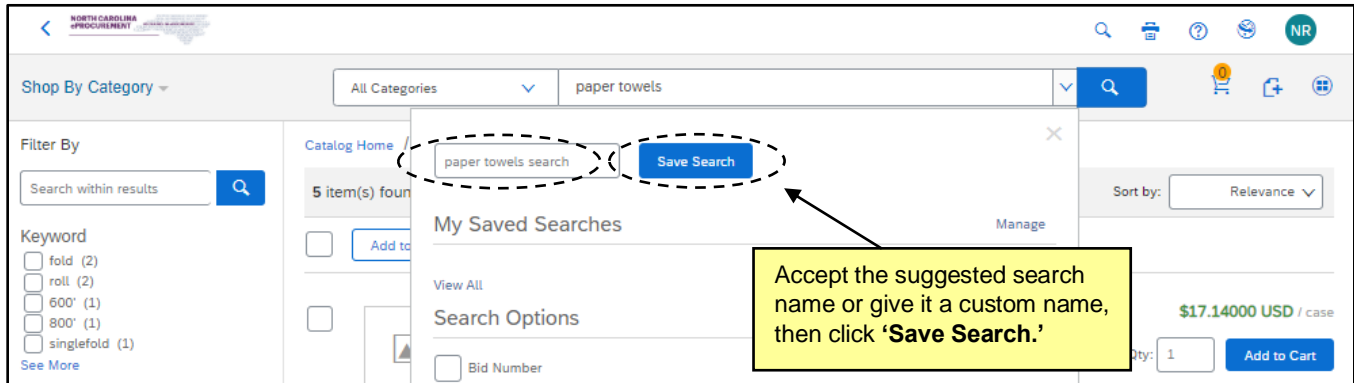 NORTH CAROLINA
ePROCUREMENT
NR
Shop By Category
All Categories
paper towels
0
Filter By
Catalog Home /
paper towels search
Save Search
Search within results
5 item(s) foun
Sort by:
Relevance
My Saved Searches
Manage
Keyword
Add to
fold (2)
roll (2)
600' (1)
800' (1)
singlefold (1)
See More
View All
Search Options
Bid Number
Accept the suggested search
name or give it a custom name,
then click ‘Save Search.’
$17.14000 USD / case
Qty: 1
Add to Cart